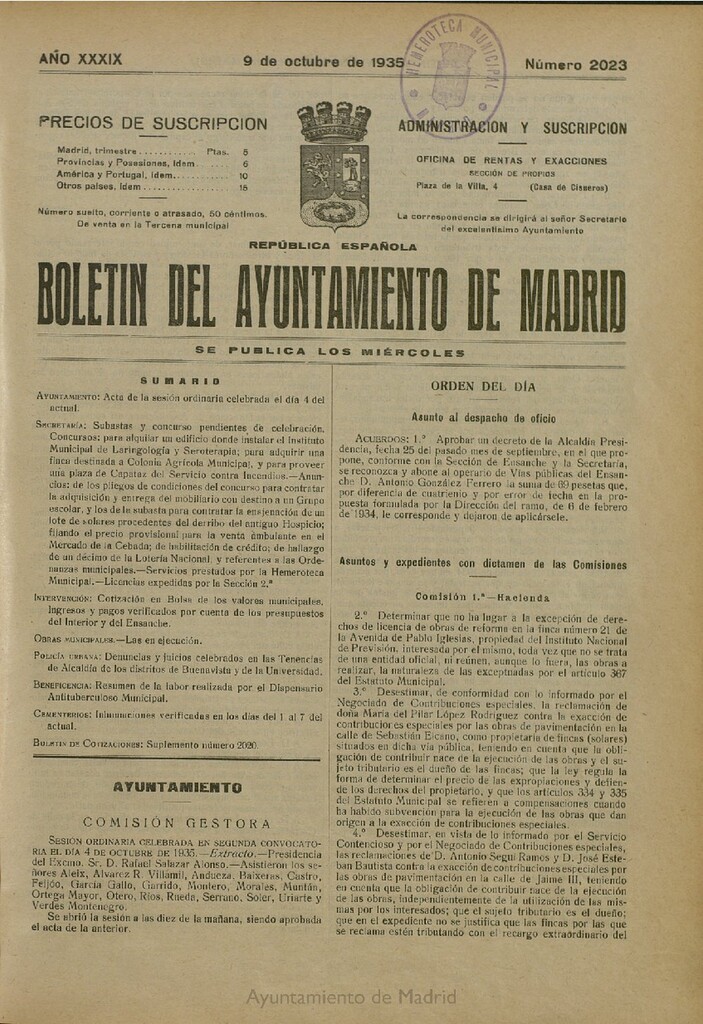 AÑO XXXIX
9 de octubre de 1935
Número 2023
HEMEROTECA MUNICIPAL
PRECIOS DE SUSCRIPCION
Madrid, trimestre Ptas. 5
Provincias y Posesiones, ídem 6
América y Portugal, ídem 10
Otros países, ídem 15
Número suelto, corriente o atrasado, 50 céntimos.
De venta en la Tercena municipal
ADMINISTRACION Y SUSCRIPCION
OFICINA DE RENTAS Y EXACCIONES
SECCIÓN DE PROPIOS
Plaza de la Villa, 4 (Casa de Cisneros)
La correspondencia se dirigirá al señor Secretario
del excelentísimo Ayuntamiento
REPÚBLICA ESPAÑOLA
BOLETIN DEL AYUNTAMIENTO DE MADRID
SE PUBLICA LOS MIÉRCOLES
SUMARIO
AYUNTAMIENTO: Acta de la sesión ordinaria celebrada el día 4 del
actual.
SECRETARÍA: Subastas y concurso pendientes de celebración.
Concursos: para alquilar un edificio donde instalar el Instituto
Municipal de Laringología y Seroterapia; para adquirir una
finca destinada a Colonia Agrícola Municipal, y para proveer
una plaza de Capataz del Servicio contra Incendios.—Anun-
cios: de los pliegos de condiciones del concurso para contratar
la adquisición y entrega del mobiliario con destino a un Grupo
escolar, y los de la subasta para contratar la enajenación de un
lote de solares procedentes del derribo del antiguo Hospicio;
fijando el precio provisional para la venta ambulante en el
Mercado de la Cebada; de habilitación de crédito; de hallazgo
de un décimo de la Lotería Nacional, y referentes a las Orde-
nanzas municipales.—Servicios prestados por la Hemeroteca
Municipal.—Licencias expedidas por la Sección 2.ª
INTERVENCIÓN: Cotización en Bolsa de los valores municipales.
Ingresos y pagos verificados por cuenta de los presupuestos
del Interior y del Ensanche.
OBRAS MUNICIPALES.—Las en ejecución.
POLICÍA URBANA: Denuncias y juicios celebrados en las Tenencias
de Alcaldía de los distritos de Buenavista y de la Universidad.
BENEFICENCIA: Resumen de la labor realizada por el Dispensario
Antituberculoso Municipal.
CEMENTERIOS: Inhumaciones verificadas en los días del 1 al 7 del
actual.
BOLETÍN DE COTIZACIONES: Suplemento número 2020.
AYUNTAMIENTO
COMISIÓN GESTORA
SESIÓN ORDINARIA CELEBRADA EN SEGUNDA CONVOCATO-
RIA EL DÍA 4 DE OCTUBRE DE 1935.—Extracto.—Presidencia
del Excmo. Sr. D. Rafael Salazar Alonso.—Asistieron los se-
ñores Aleix, Alvarez R. Villamil, Andueza, Baixeras, Castro,
Feijóo, García Gallo, Garrido, Montero, Morales, Muntán,
Ortega Mayor, Otero, Ríos, Rueda, Serrano, Soler, Uriarte y
Verdes Montenegro.
Se abrió la sesión a las diez de la mañana, siendo aprobada
el acta de la anterior.
ORDEN DEL DÍA
Asunto al despacho de oficio
ACUERDOS: 1.º Aprobar un decreto de la Alcaldía Presi-
dencia, fecha 25 del pasado mes de septiembre, en el que pro-
pone, conforme con la Sección de Ensanche y la Secretaría,
se reconozca y abone al operario de Vías públicas del Ensan-
che D. Antonio González Ferrero la suma de 69 pesetas que,
por diferencia de cuatrienio y por error de fecha en la pro-
puesta formulada por la Dirección del ramo, de 6 de febrero
de 1934, le corresponde y dejaron de aplicársele.
Asuntos y expedientes con dictamen de las Comisiones
Comisión 1.ª—Hacienda
2.º Determinar que no ha lugar a la excepción de dere-
chos de licencia de obras de reforma en la finca número 21 de
la Avenida de Pablo Iglesias, propiedad del Instituto Nacional
de Previsión, interesada por el mismo, toda vez que no se trata
de una entidad oficial, ni reúnen, aunque lo fuera, las obras a
realizar, la naturaleza de las exceptuadas por el artículo 367
del Estatuto Municipal.
3.º Desestimar, de conformidad con lo informado por el
Negociado de Contribuciones especiales, la reclamación de
doña María del Pilar López Rodríguez contra la exacción de
contribuciones especiales por las obras de pavimentación en la
calle de Sebastián Elcano, como propietaria de fincas (solares)
situados en dicha vía pública, teniendo en cuenta que la obli-
gación de contribuir nace de la ejecución de las obras y el su-
jeto tributario es el dueño de las fincas; que la ley regula la
forma de determinar el precio de las expropiaciones y defien-
de los derechos del propietario, y que los artículos 334 y 335
del Estatuto Municipal se refieren a compensaciones cuando
ha habido subvención para la ejecución de las obras que dan
origen a la exacción de contribuciones especiales.
4.º Desestimar, en vista de lo informado por el Servicio
Contencioso y por el Negociado de Contribuciones especiales,
las reclamaciones de D. Antonio Seguí Ramos y D. José Este-
ban Bautista contra la exacción de contribuciones especiales por
las obras de pavimentación en la calle de Jaime III, teniendo
en cuenta que la obligación de contribuir nace de la ejecución
de las obras, independientemente de la utilización de las mis-
mas por los interesados; que el sujeto tributario es el dueño;
que en el expediente no se justifica que las fincas por las que
se reclama estén tributando con el recargo extraordinario del
Ayuntamiento de Madrid